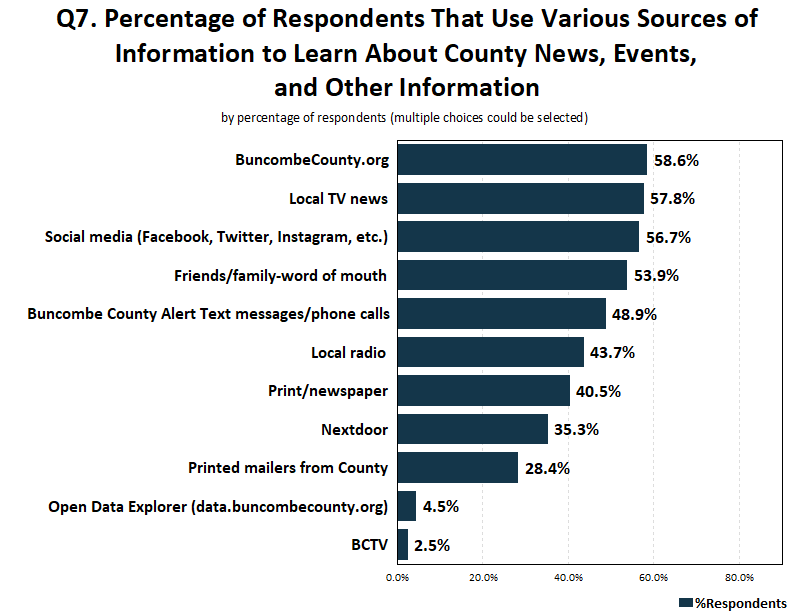 Q7. Percentage of Respondents That Use Various Sources of
Information to Learn About County News, Events,
and Other Information
by percentage of respondents (multiple choices could be selected)
BuncombeCounty.org 58.6%
Local TV news 57.8%
Social media (Facebook, Twitter, Instagram, etc.) 56.7%
Friends/family-word of mouth 53.9%
Buncombe County Alert Text messages/phone calls 48.9%
Local radio 43.7%
Print/newspaper 40.5%
Nextdoor 35.3%
Printed mailers from County 28.4%
Open Data Explorer (data.buncombecounty.org) 4.5%
BCTV 2.5%
0.0% 20.0% 40.0% 60.0% 80.0%
%Respondents